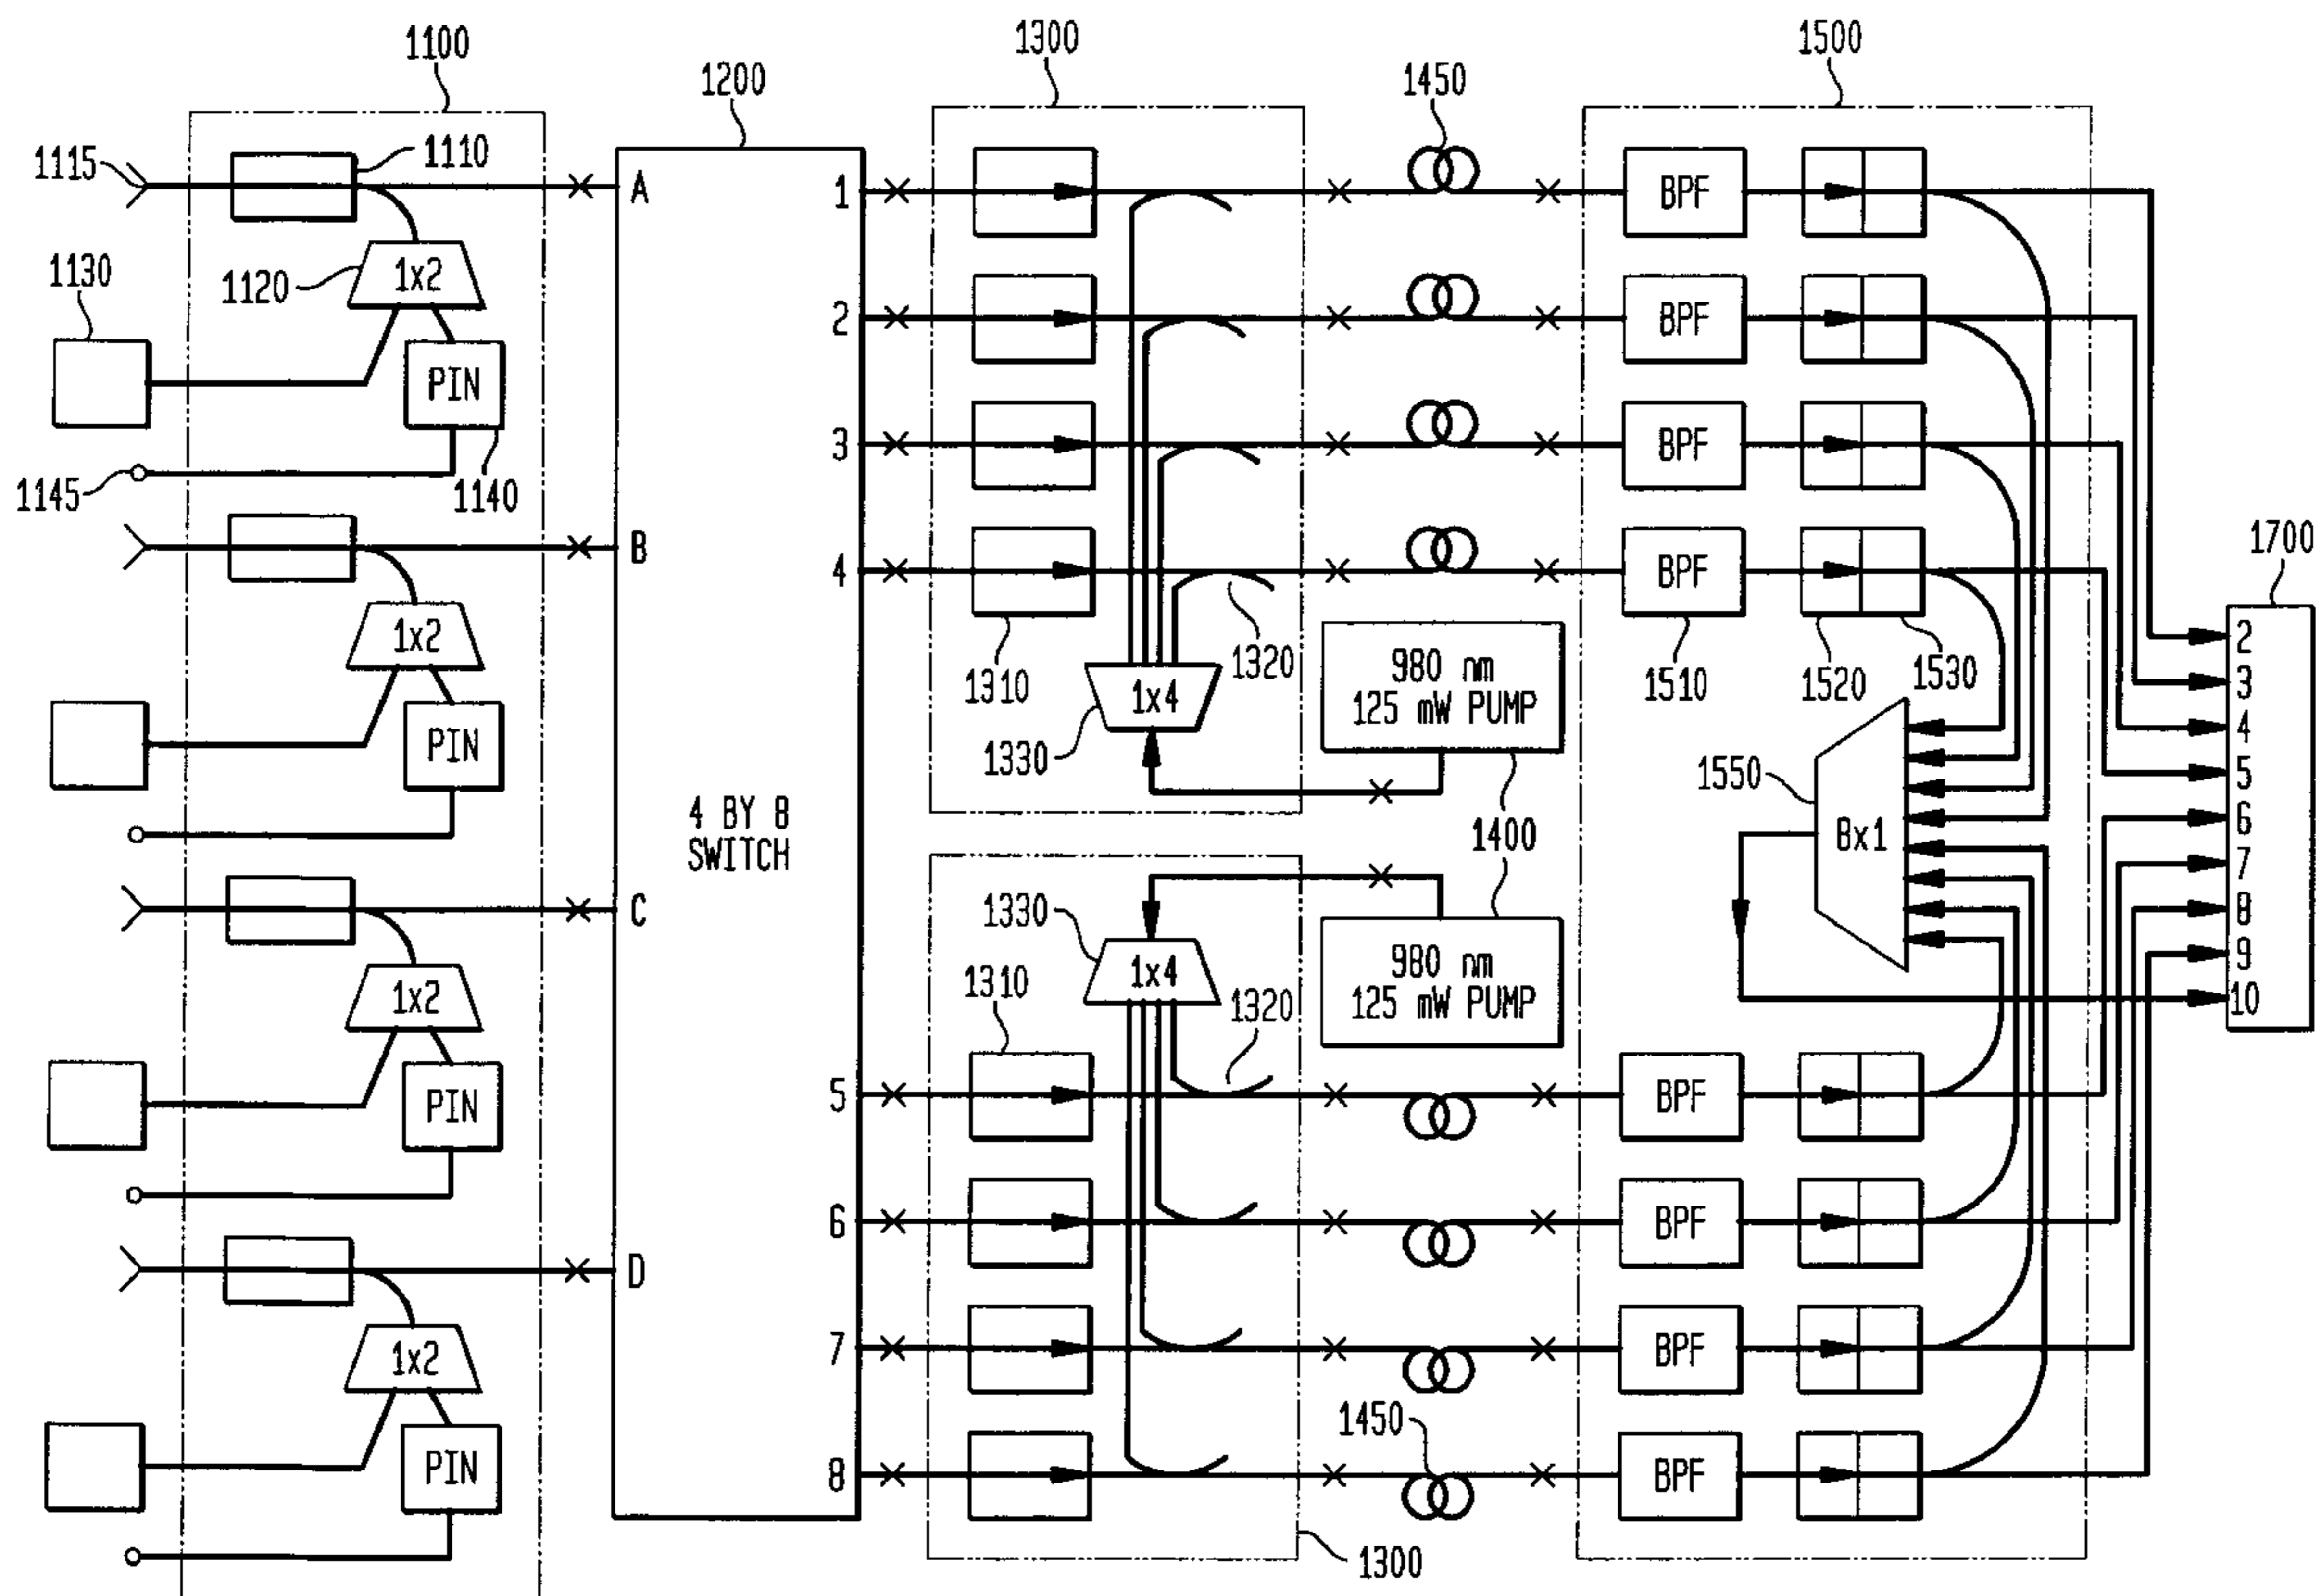 1100
1200
1300
1450
1500
1115
1110
A
1
BPF
1130
1120
1x2
2
BPF
PIN
3
BPF
1145
1140
B
4
BPF
1700
1x2
1310
1320
980 nm
125 mW PUMP
1510
1520
1530
2
3
4
5
6
7
8
9
10
1x4
1330
PIN
1550
8x1
4 BY 8
SWITCH
1400
C
1330
1x4
980 nm
125 mW PUMP
1310
1320
1x2
5
BPF
PIN
6
BPF
D
7
BPF
1x2
1450
8
BPF
PIN
1300